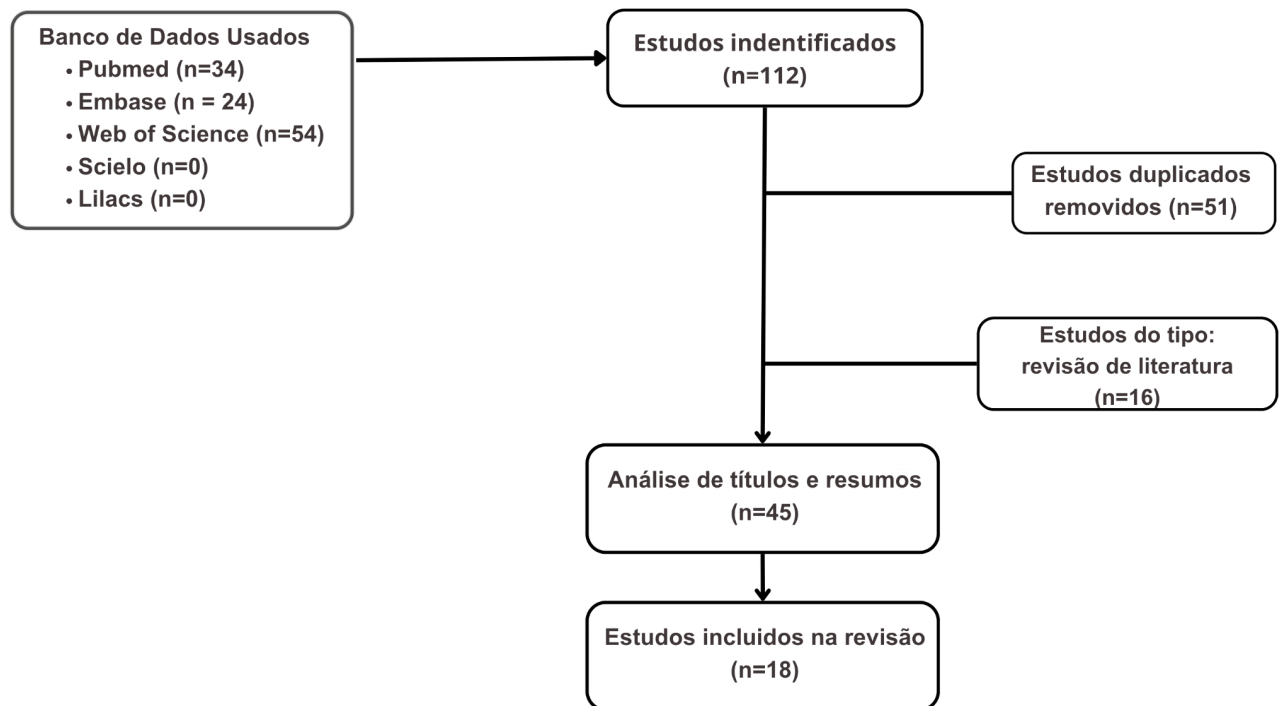 Banco de Dados Usados
• Pubmed (n=34)
• Embase (n = 24)
• Web of Science (n=54)
• Scielo (n=0)
• Lilacs (n=0)
Estudos indentificados
(n=112)
Estudos duplicados
removidos (n=51)
Estudos do tipo:
revisão de literatura
(n=16)
Análise de títulos e resumos
(n=45)
Estudos incluidos na revisão
(n=18)